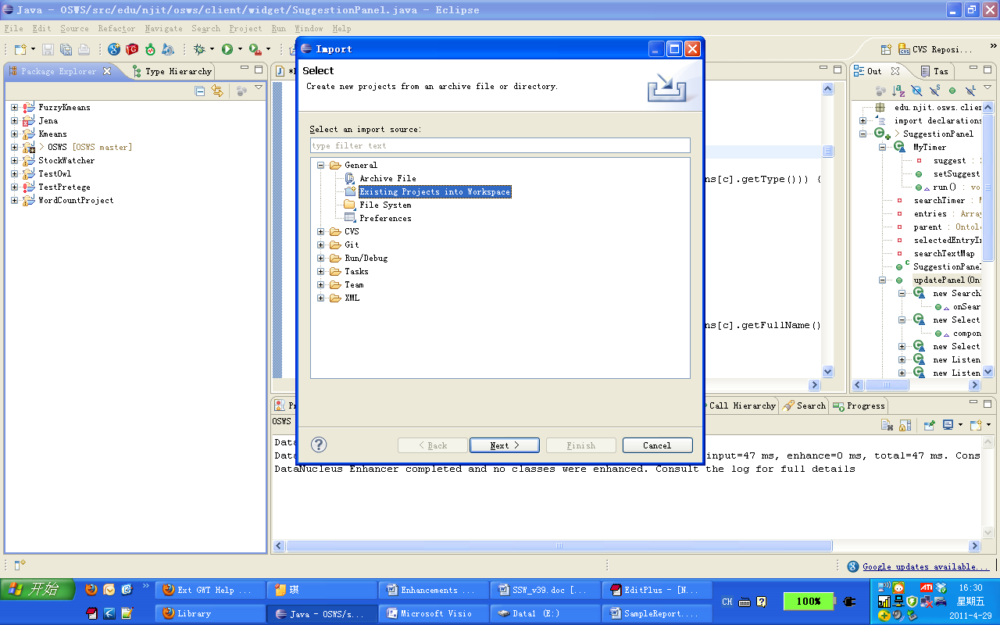 Java - OSWS/src/edu/njit/osws/client/widget/SuggestionPanel.java - Eclipse
File Edit Source Refactor Navigate Search Project Run Window Help
CVS Reposi...
Package Explorer
Type Hierarchy
FuzzyKmeans
Jena
Kmeans
> OSWS [OSWS master]
StockWatcher
TestOwl
TestPretege
WordCountProject
Import
Select
Create new projects from an archive file or directory.
Select an import source:
type filter text
General
Archive File
Existing Projects into Workspace
File System
Preferences
CVS
Git
Run/Debug
Tasks
Team
XML
< Back
Next >
Finish
Cancel
ns[c].getType())) {
ns[c].getFullName()
Out
Tas
edu.njit.osws.clie
import declarations
SuggestionPanel
MyTimer
suggest :
setSuggest
run() : vo
searchTimer : M
entries : Array
parent : Ontol
selectedEntryIn
searchTextMap
SuggestionPanel
updatePanel(Ont
new Search
onSear
new Select
compon
new Select
new Listen
new Listen
Call Hierarchy
Search
Progress
OSWS
Data
Data
input=47 ms, enhance=0 ms, total=47 ms. Cons
DataNucleus Enhancer completed and no classes were enhanced. Consult the log for full details
Google updates available...
开始
Ext GWT Help ...
琪
Enhancements ...
SSW_v39.doc [...
EditPlus - [N...
Library
Java - OSWS/s...
Microsoft Visio
Data1 (E:)
SampleReport....
CH
100%
16:30
星期五
2011-4-29